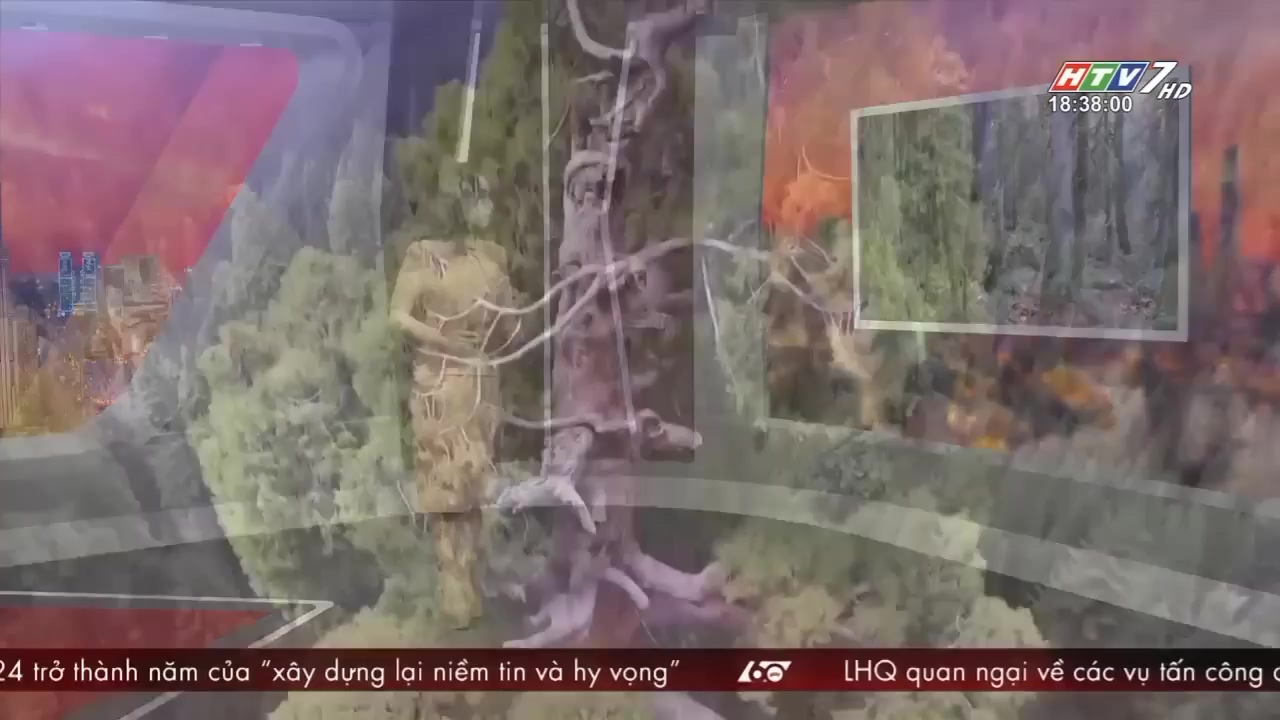 HTV7 HD
18:38:00
24 trở thành năm của “xây dựng lại niềm tin và hy vọng” 60 LHQ quan ngại về các vụ tấn công